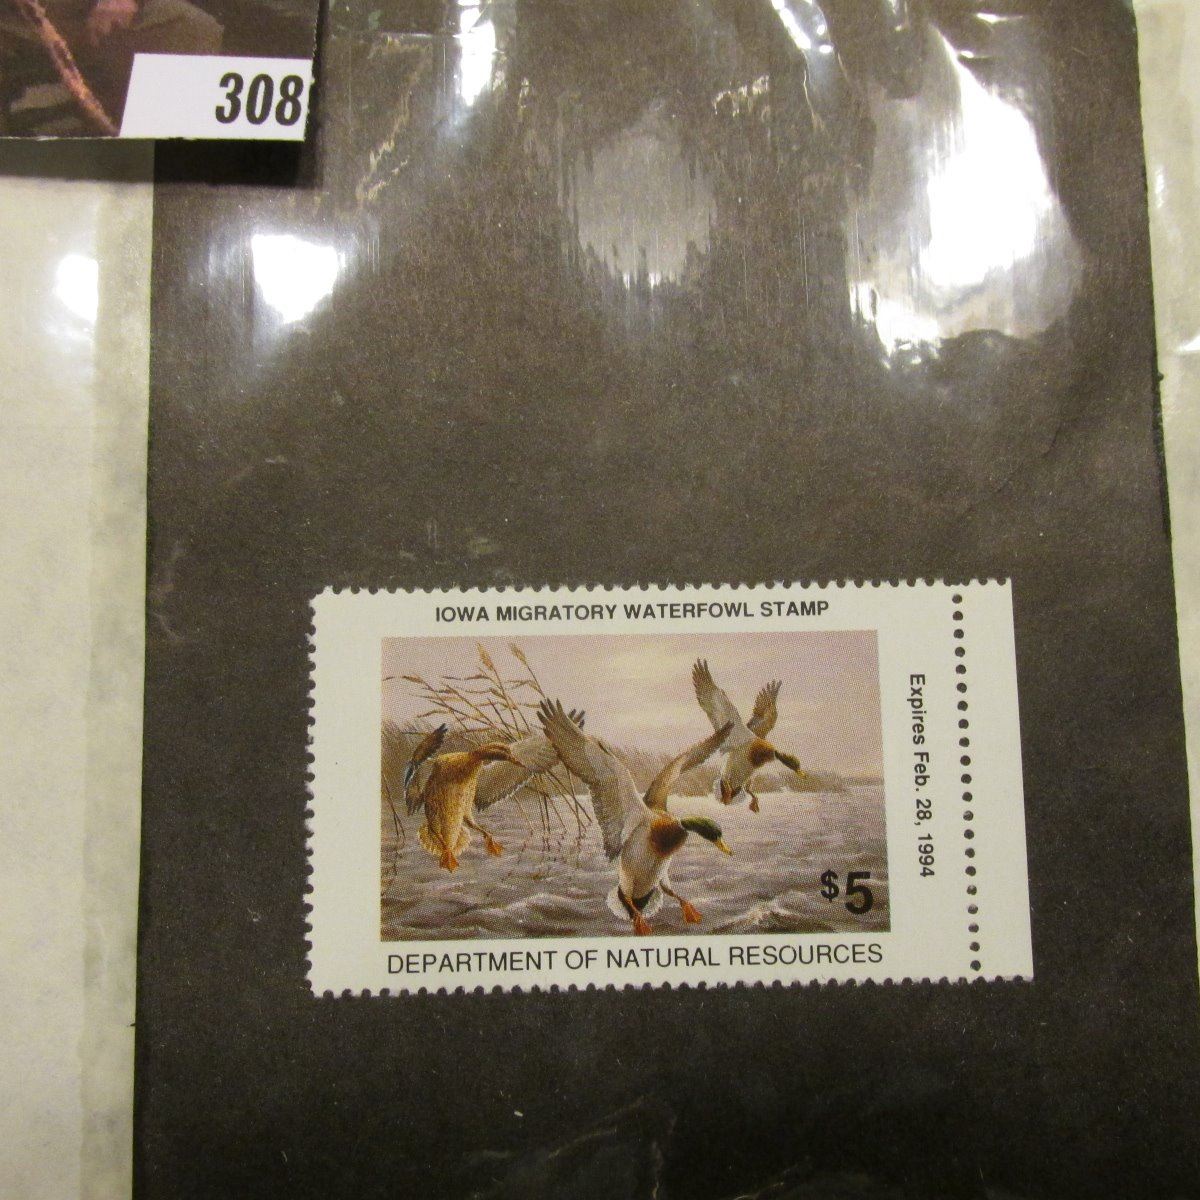 308
IOWA MIGRATORY WATERFOWL STAMP
Expires Feb. 28, 1994
$5
DEPARTMENT OF NATURAL RESOURCES